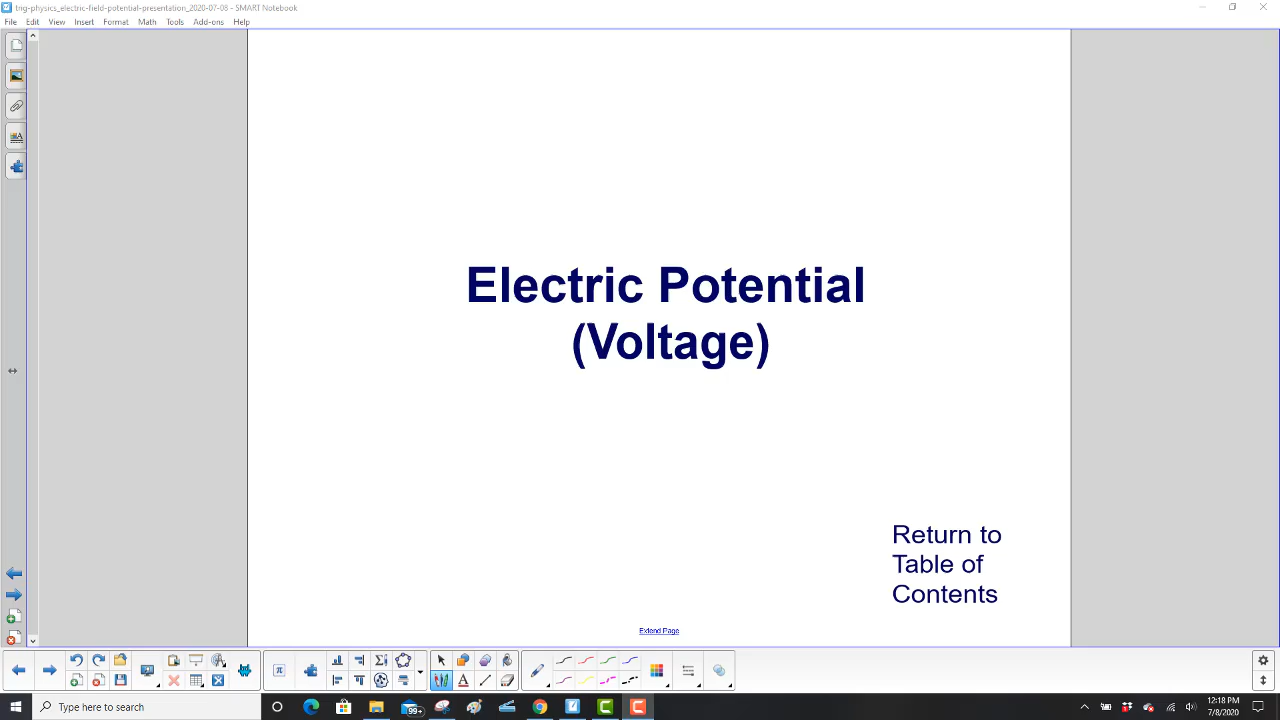 trig-physics_electric-field-potential-presentation_2020-07-08 - SMART Notebook
File Edit View Insert Format Math Tools Add-ons Help
Electric Potential
(Voltage)
Return to
Table of
Contents
Extend Page
Type here to search
99+
12:18 PM
7/8/2020